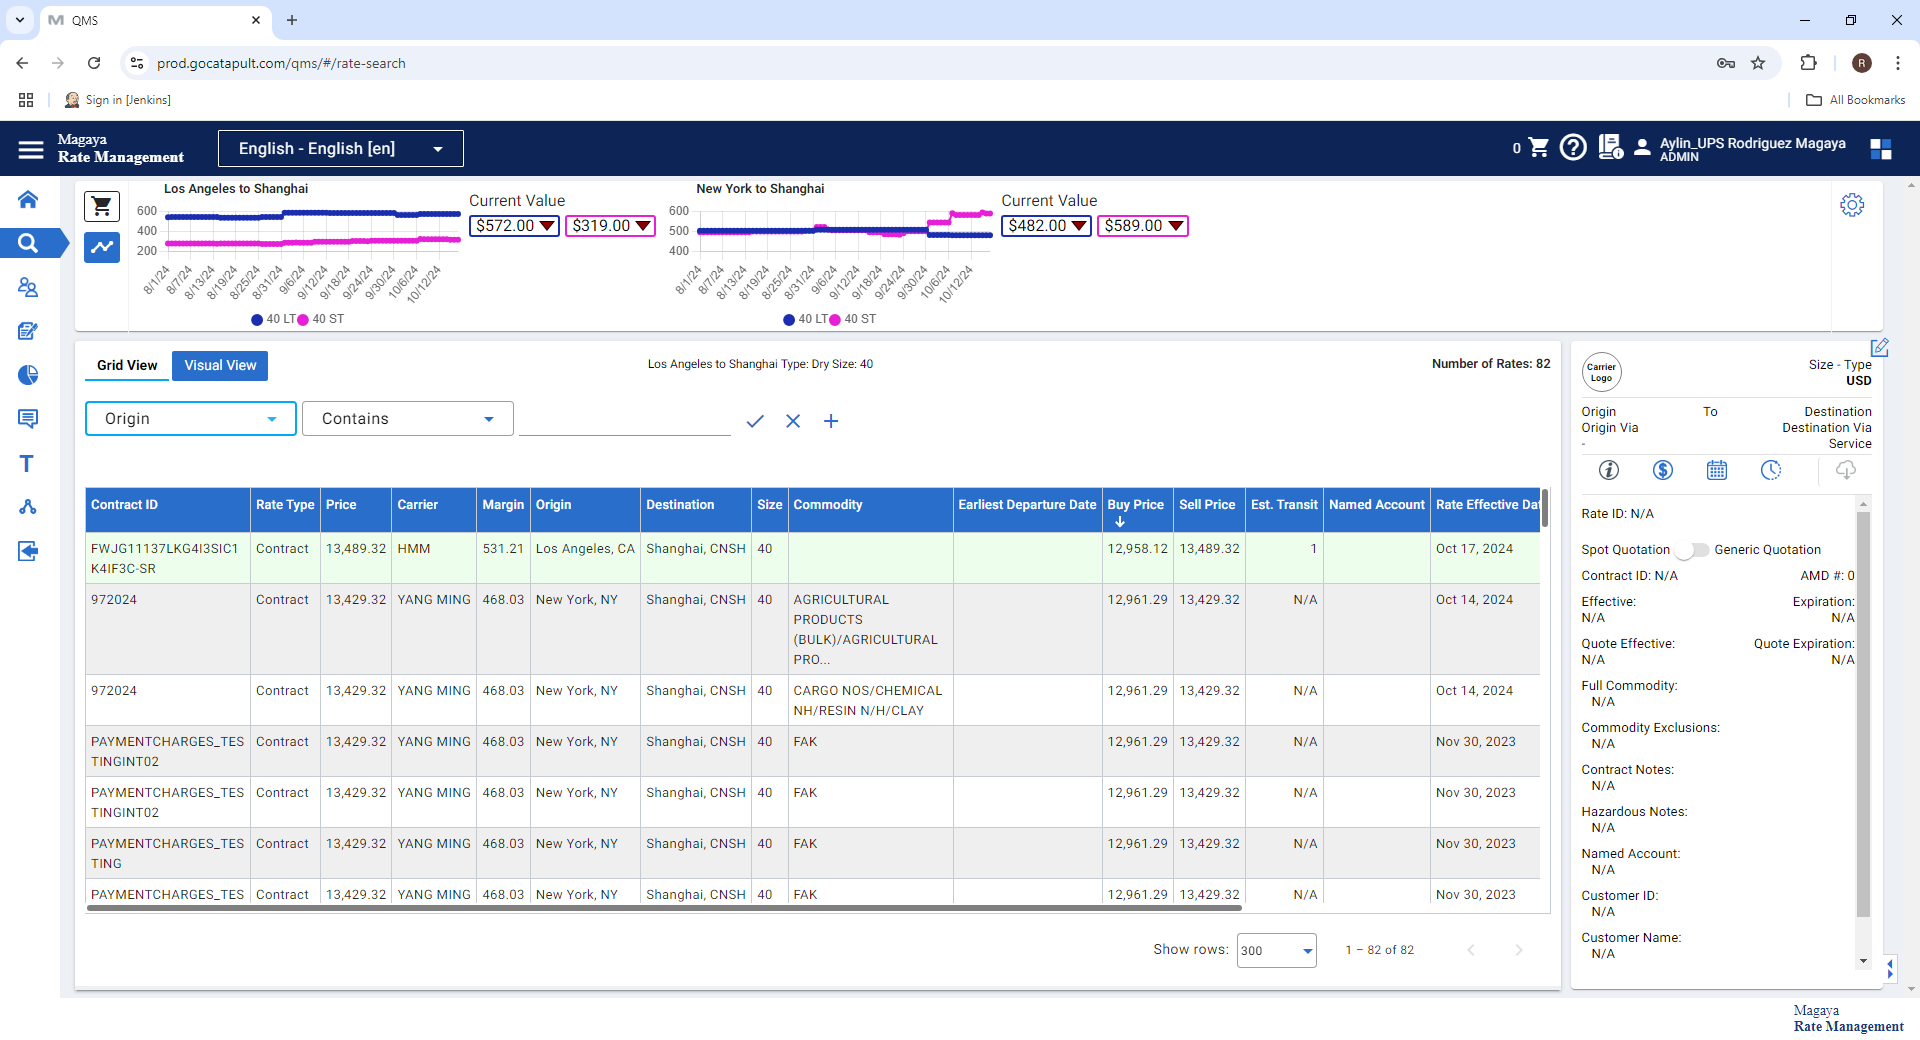 QMS
prod.gocatapult.com/qms/#/rate-search
R
Sign in [Jenkins]
All Bookmarks
Magaya
Rate Management
English - English [en]
0
Aylin_UPS Rodriguez Magaya
ADMIN
Los Angeles to Shanghai
600
400
200
8/1/24
8/7/24
8/13/24
8/19/24
8/25/24
8/31/24
9/6/24
9/12/24
9/18/24
9/24/24
9/30/24
10/6/24
10/12/24
40 LT 40 ST
Current Value
$572.00 $319.00
New York to Shanghai
600
500
400
8/1/24
8/7/24
8/13/24
8/19/24
8/25/24
8/31/24
9/6/24
9/12/24
9/18/24
9/24/24
9/30/24
10/6/24
10/12/24
40 LT 40 ST
Current Value
$482.00 $589.00
Grid View
Visual View
Los Angeles to Shanghai Type: Dry Size: 40
Number of Rates: 82
Origin
Contains
Contract ID Rate Type Price Carrier Margin Origin Destination Size Commodity Earliest Departure Date Buy Price Sell Price Est. Transit Named Account Rate Effective Dat
FWJG11137LKG4I3SIC1 Contract 13,489.32 HMM 531.21 Los Angeles, CA Shanghai, CNSH 40 12,958.12 13,489.32 1 Oct 17, 2024
K4IF3C-SR
972024 Contract 13,429.32 YANG MING 468.03 New York, NY Shanghai, CNSH 40 AGRICULTURAL 12,961.29 13,429.32 N/A Oct 14, 2024
PRODUCTS
(BULK)/AGRICULTURAL
PRO...
972024 Contract 13,429.32 YANG MING 468.03 New York, NY Shanghai, CNSH 40 CARGO NOS/CHEMICAL 12,961.29 13,429.32 N/A Oct 14, 2024
NH/RESIN N/H/CLAY
PAYMENTCHARGES_TES Contract 13,429.32 YANG MING 468.03 New York, NY Shanghai, CNSH 40 FAK 12,961.29 13,429.32 N/A Nov 30, 2023
TINGINT02
PAYMENTCHARGES_TES Contract 13,429.32 YANG MING 468.03 New York, NY Shanghai, CNSH 40 FAK 12,961.29 13,429.32 N/A Nov 30, 2023
TINGINT02
PAYMENTCHARGES_TES Contract 13,429.32 YANG MING 468.03 New York, NY Shanghai, CNSH 40 FAK 12,961.29 13,429.32 N/A Nov 30, 2023
TING
PAYMENTCHARGES_TES Contract 13,429.32 YANG MING 468.03 New York, NY Shanghai, CNSH 40 FAK 12,961.29 13,429.32 N/A Nov 30, 2023
Show rows: 300 1 – 82 of 82
Carrier
Logo
Size - Type
USD
Origin To Destination
Origin Via Destination Via
- Service
Rate ID: N/A
Spot Quotation Generic Quotation
Contract ID: N/A AMD #: 0
Effective: Expiration:
N/A N/A
Quote Effective: Quote Expiration:
N/A N/A
Full Commodity:
N/A
Commodity Exclusions:
N/A
Contract Notes:
N/A
Hazardous Notes:
N/A
Named Account:
N/A
Customer ID:
N/A
Customer Name:
N/A
Magaya
Rate Management